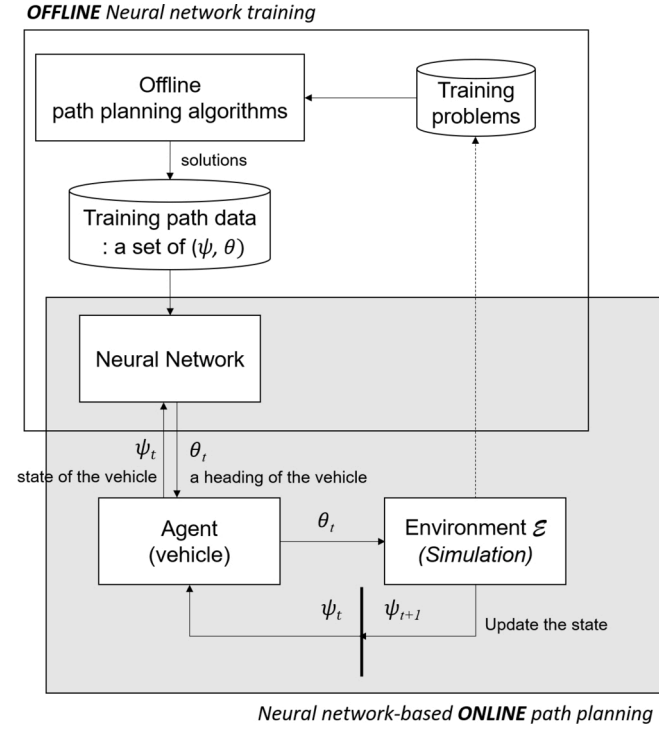 OFFLINE Neural network training
Offline
path planning algorithms
Training
problems
solutions
Training path data
: a set of (ψ, θ)
Neural Network
ψt
θt
state of the vehicle
a heading of the vehicle
Agent
(vehicle)
θt
Environment ℰ
(Simulation)
ψt
ψt+1
Update the state
Neural network-based ONLINE path planning